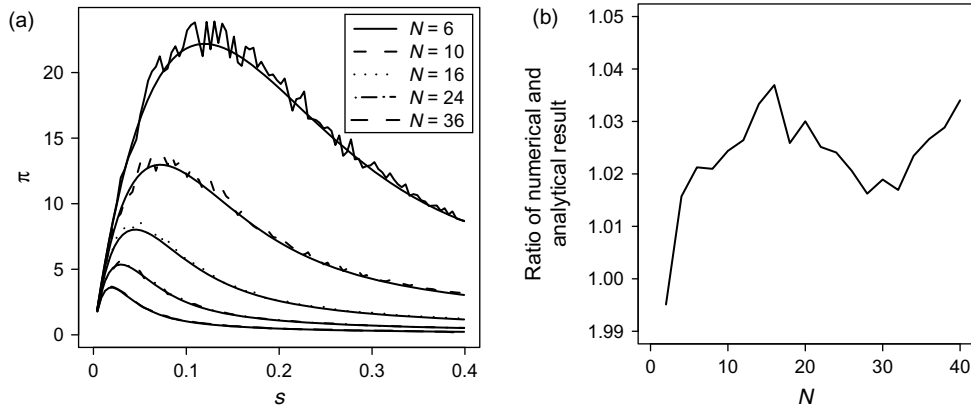 (a)
π
20
15
10
5
0
N = 6
N = 10
N = 16
N = 24
N = 36
0 0.1 0.2 0.3 0.4
s
(b)
Ratio of numerical and
analytical result
1.05
1.04
1.03
1.02
1.01
1.00
1.99
0 10 20 30 40
N